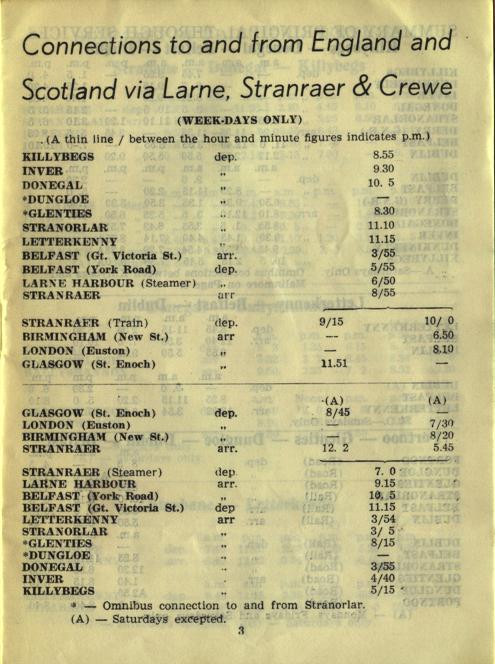 Connections to and from England and
Scotland via Larne, Stranraer & Crewe
(WEEK-DAYS ONLY)
(A thin line / between the hour and minute figures indicates p.m.)
KILLYBEGS dep. 8.55
INVER ,, 9.30
DONEGAL ,, 10. 5
*DUNGLOE ,, —
*GLENTIES ,, 8.30
STRANORLAR ,, 11.10
LETTERKENNY ,, 11.15
BELFAST (Gt. Victoria St.) arr. 3/55
BELFAST (York Road) dep. 5/55
LARNE HARBOUR (Steamer) ,, 6/50
STRANRAER arr 8/55
STRANRAER (Train) dep. 9/15 10/ 0
BIRMINGHAM (New St.) arr — 6.50
LONDON (Euston) ,, — 8.10
GLASGOW (St. Enoch) ,, 11.51 —
(A) (A)
GLASGOW (St. Enoch) dep. 8/45 —
LONDON (Euston) ,, — 7/30
BIRMINGHAM (New St.) ,, — 8/20
STRANRAER arr. 12. 2 5.45
STRANRAER (Steamer) dep 7. 0
LARNE HARBOUR arr. 9.15
BELFAST (York Road) ,, 10. 5
BELFAST (Gt. Victoria St.) dep 11.15
LETTERKENNY arr 3/54
STRANORLAR ,, 3/ 5
*GLENTIES ,, 8/15
*DUNGLOE ,, —
DONEGAL ,, 3/55
INVER ,, 4/40
KILLYBEGS ,, 5/15
* — Omnibus connection to and from Stranorlar.
(A) — Saturdays excepted.
3